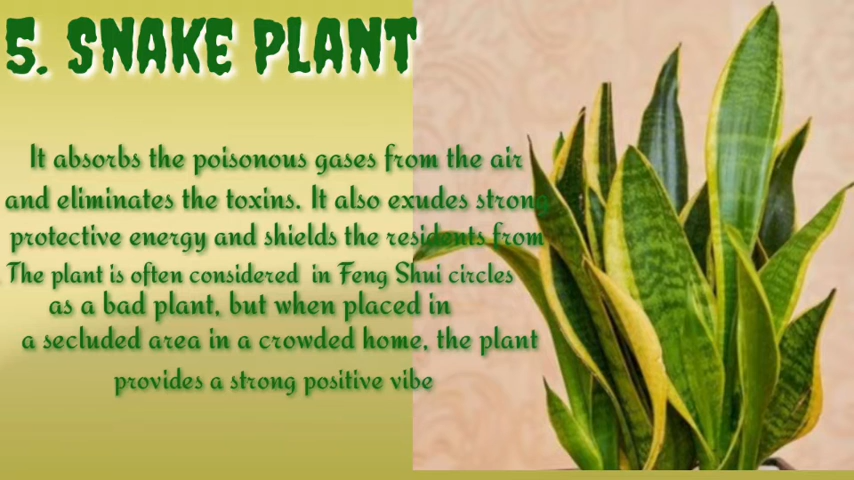 5. SNAKE PLANT
It absorbs the poisonous gases from the air
and eliminates the toxins. It also exudes strong
protective energy and shields the residents from
. The plant is often considered in Feng Shui circles
as a bad plant, but when placed in
a secluded area in a crowded home, the plant
provides a strong positive vibe